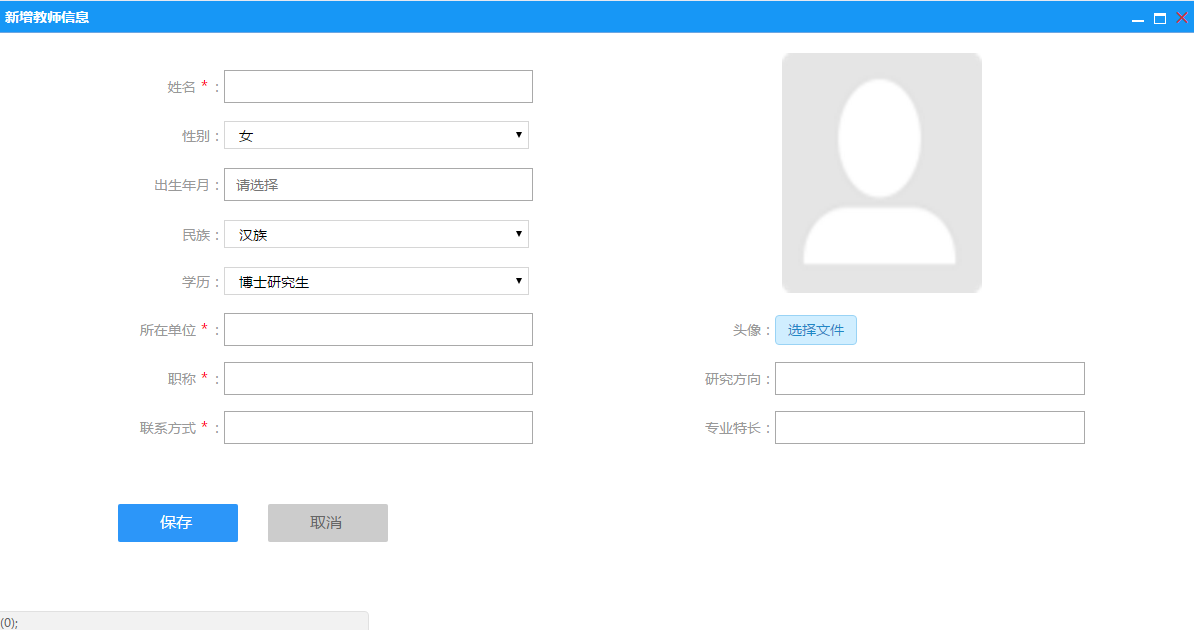 新增教师信息
姓名 * ：
性别： 女
出生年月： 请选择
民族： 汉族
学历： 博士研究生
所在单位 * ：
头像： 选择文件
职称 * ：
研究方向：
联系方式 * ：
专业特长：
保存 取消
(0);